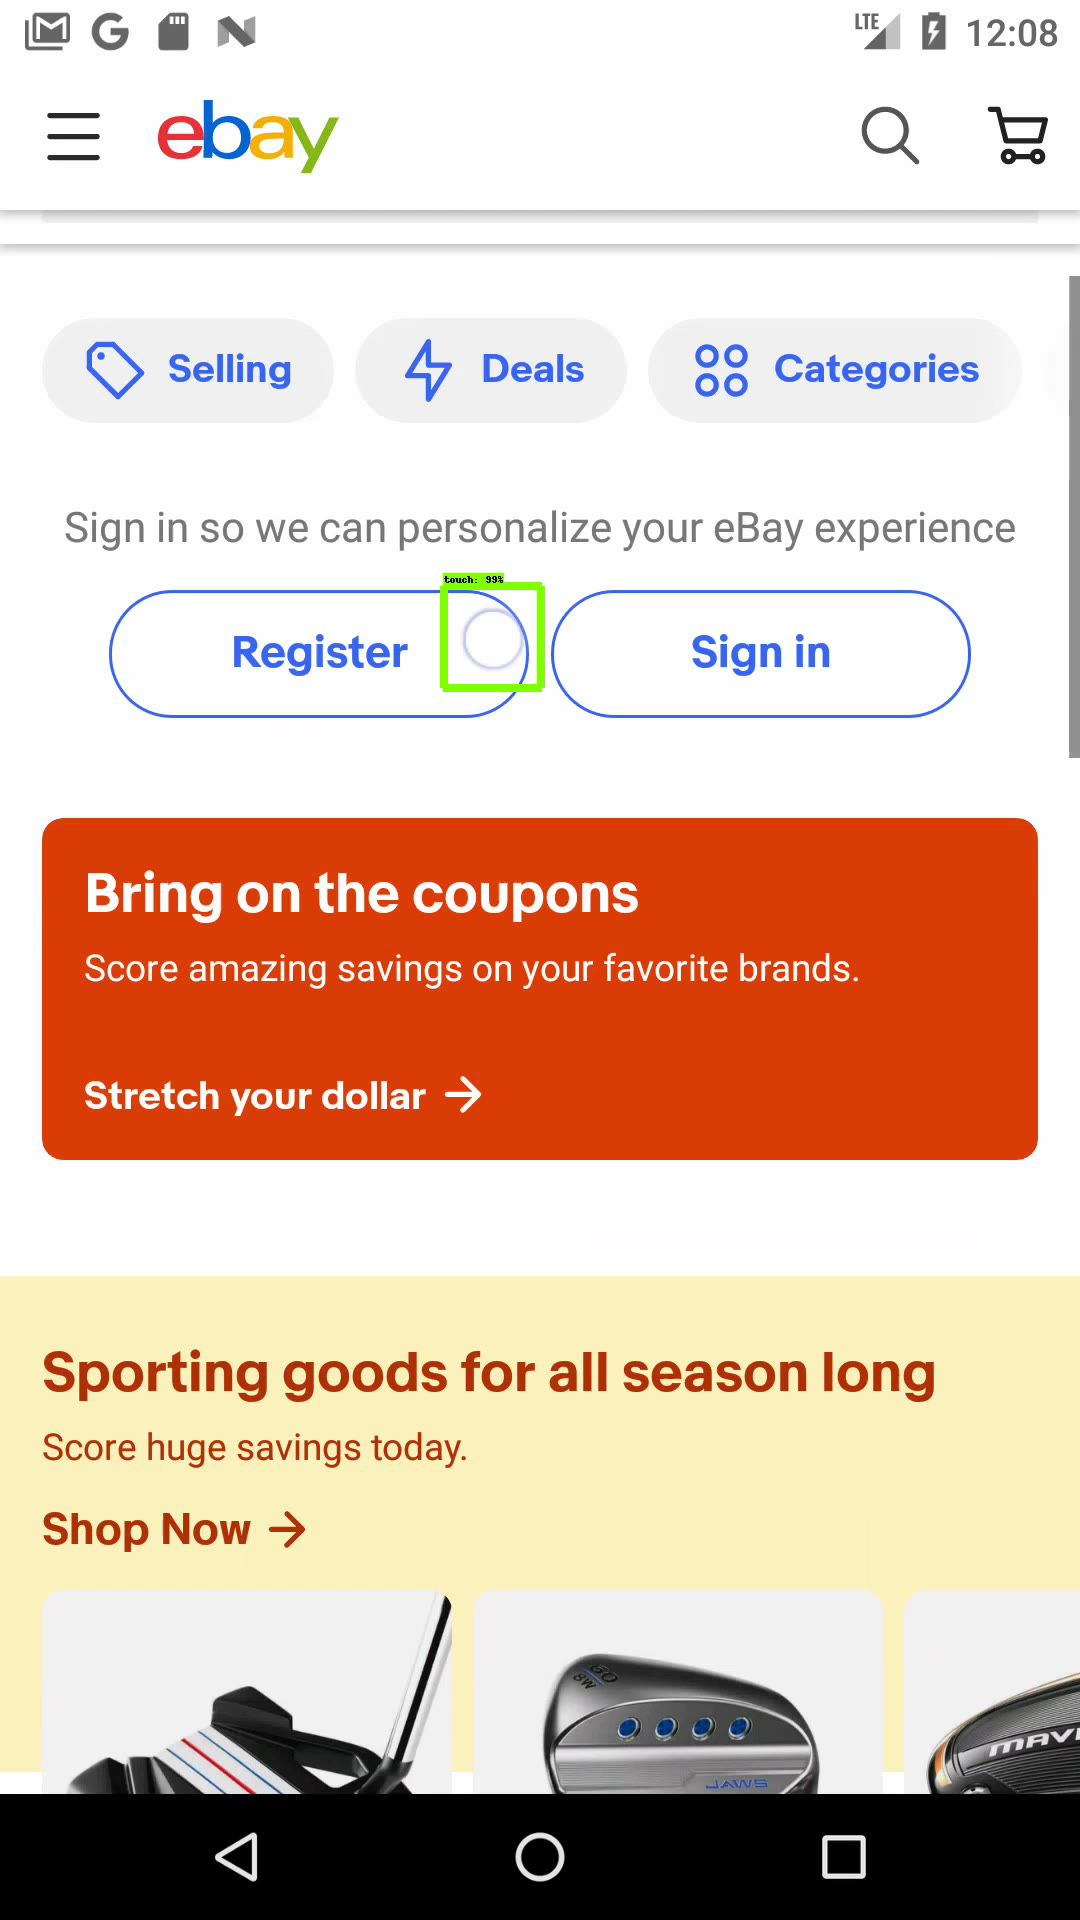 LTE 12:08
ebay
Selling Deals Categories
Sign in so we can personalize your eBay experience
touch: 99%
Register Sign in
Bring on the coupons
Score amazing savings on your favorite brands.
Stretch your dollar
Sporting goods for all season long
Score huge savings today.
Shop Now
60
8W
JAWS
MAV